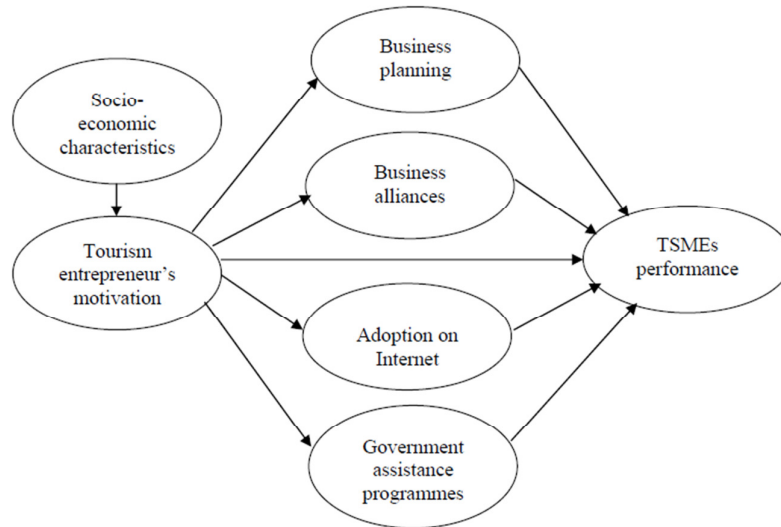 Business
planning
Socio-
economic
characteristics
Business
alliances
Tourism
entrepreneur's
motivation
TSMEs
performance
Adoption on
Internet
Government
assistance
programmes